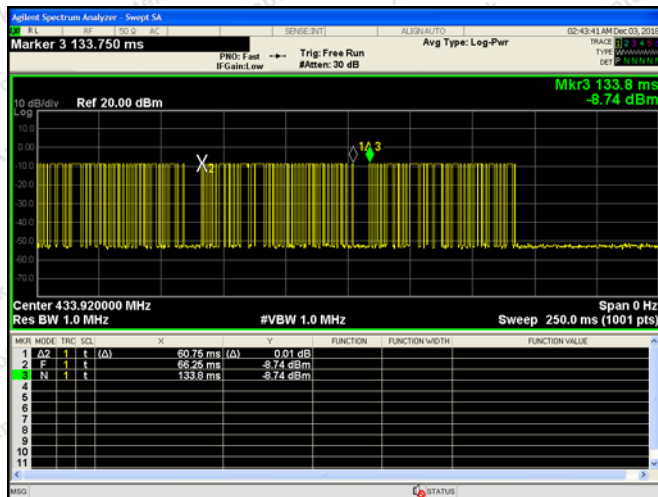 Agilent Spectrum Analyzer - Swept SA
RL RF 50 Ω AC SENSE:INT ALIGNAUTO 02:43:41 AM Dec 03, 2018
Marker 3 133.750 ms Avg Type: Log-Pwr TRACE 1 2 3 4 5
PNO: Fast Trig: Free Run TYPE
IFGain:Low #Atten: 30 dB DET P N N N N
Mkr3 133.8 ms
10 dB/div Ref 20.00 dBm -8.74 dBm
Log
10.0
0.00
1Δ 3
2
-10.0
-20.0
-30.0
-40.0
-50.0
-60.0
-70.0
Center 433.920000 MHz Span 0 Hz
Res BW 1.0 MHz #VBW 1.0 MHz Sweep 250.0 ms (1001 pts)
MKR MODE TRC SCL X Y FUNCTION FUNCTION WIDTH FUNCTION VALUE
1 Δ2 1 t (Δ) 60.75 ms (Δ) 0.01 dB
2 F 1 t 66.25 ms -8.74 dBm
3 N 1 t 133.8 ms -8.74 dBm
4
5
6
7
8
9
10
11
MSG STATUS